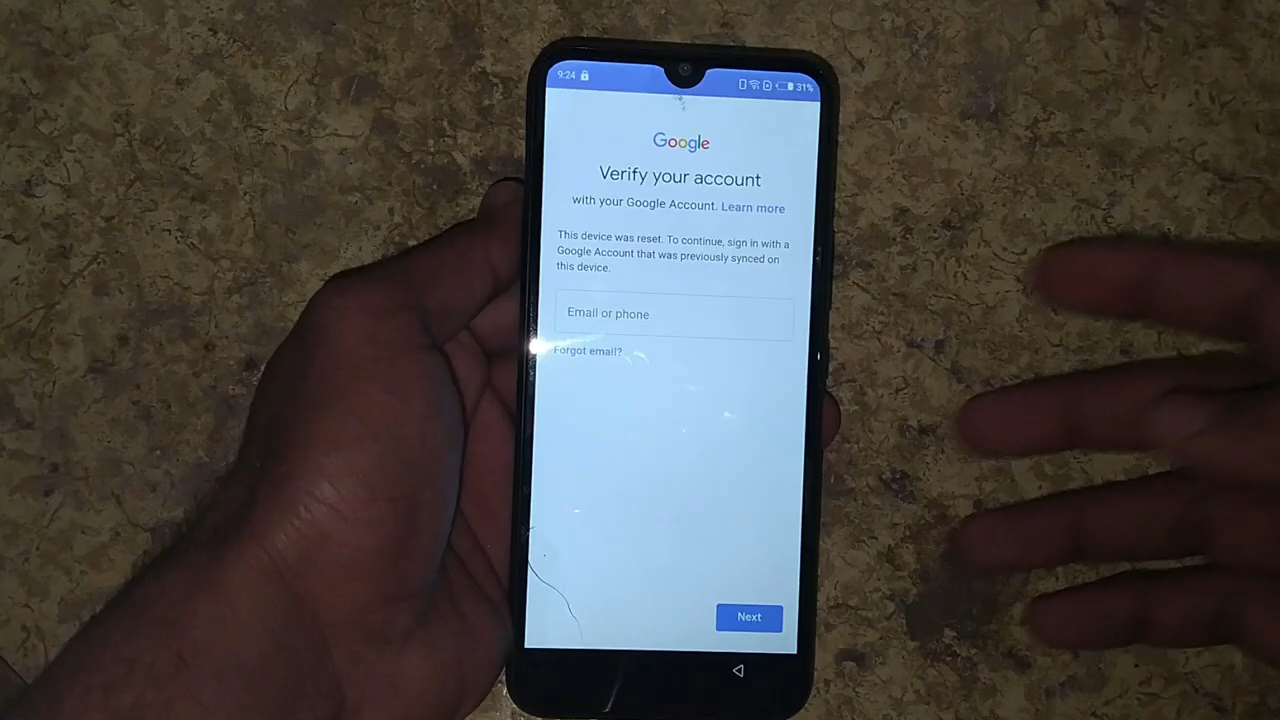 9:24
31%
Google
Verify your account
with your Google Account. Learn more
This device was reset. To continue, sign in with a
Google Account that was previously synced on
this device.
Email or phone
Forgot email?
Next